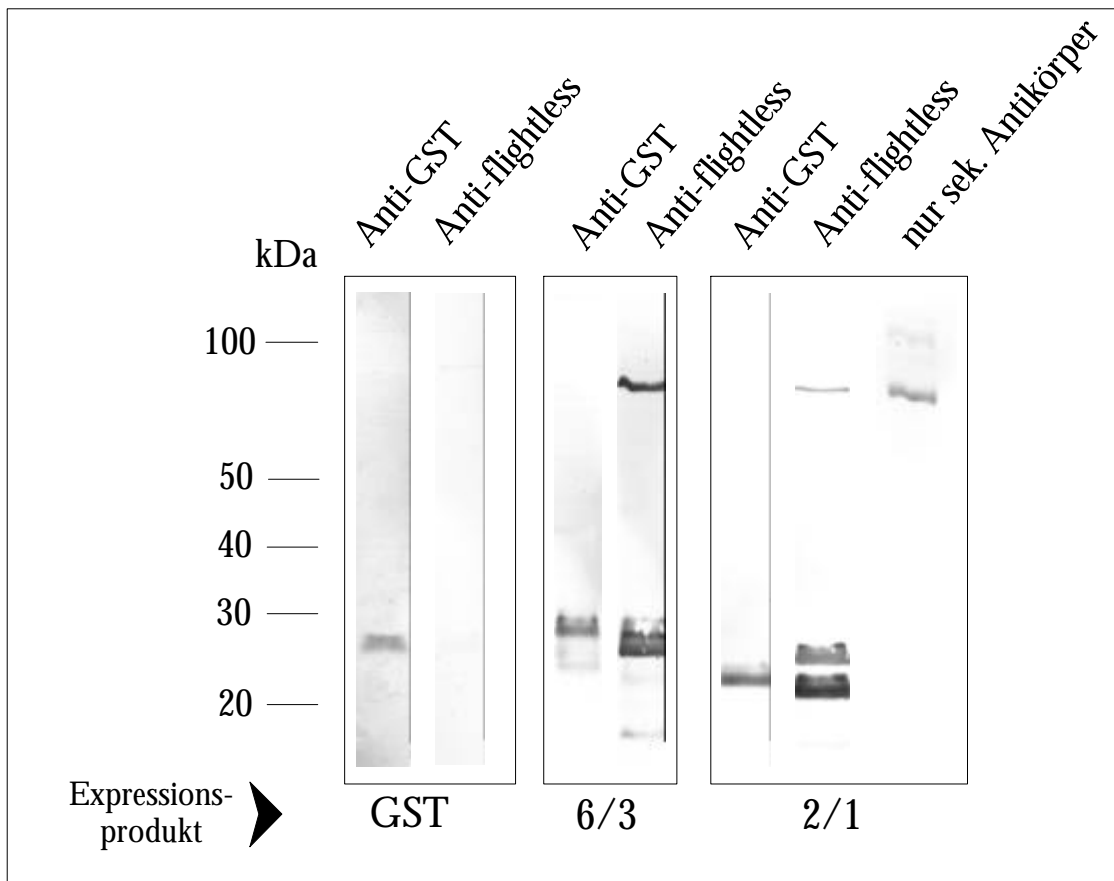 Anti-GST
Anti-flightless
Anti-GST
Anti-flightless
Anti-GST
Anti-flightless
nur sek. Antikörper
kDa
100
50
40
30
20
Expressions-
produkt
GST
6/3
2/1